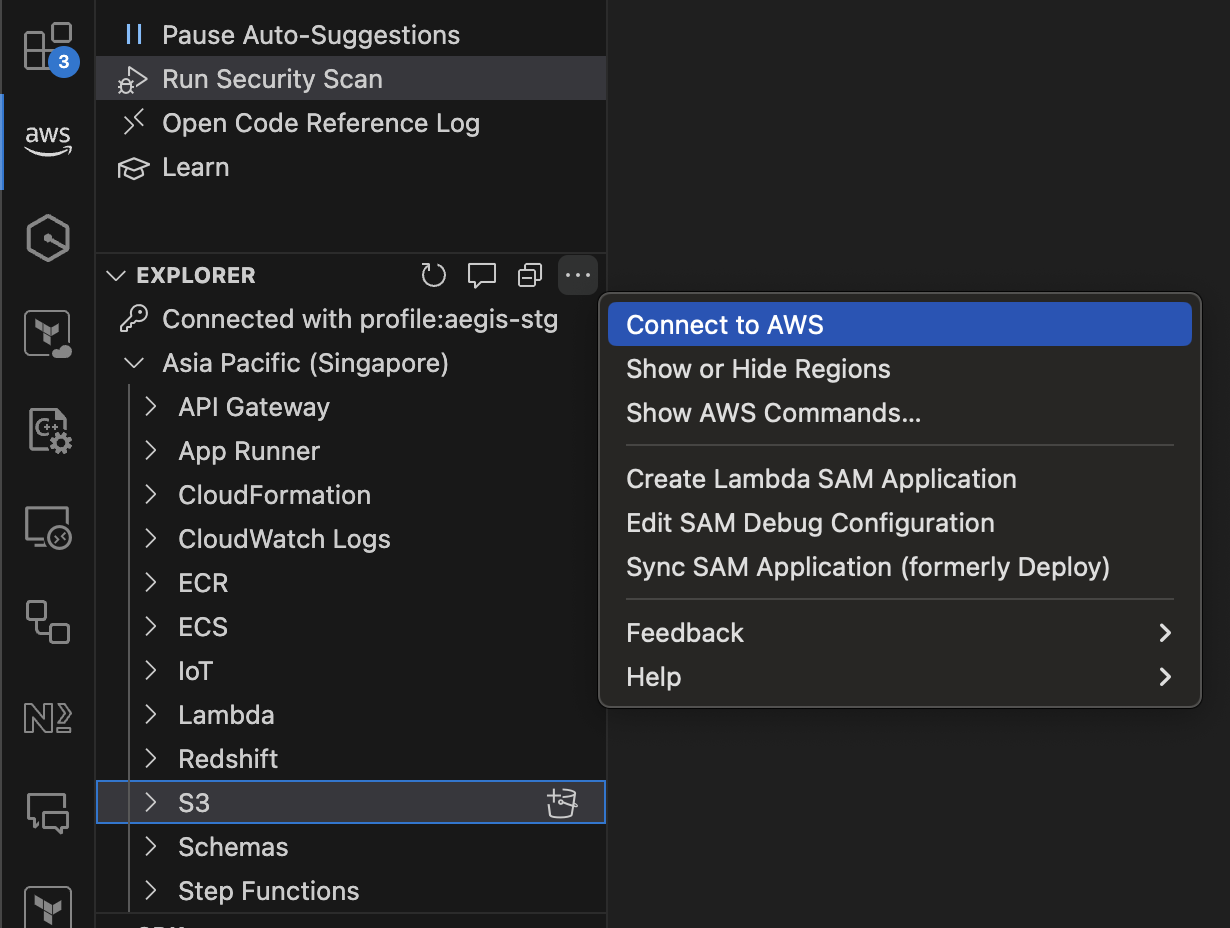 Pause Auto-Suggestions
3
Run Security Scan
aws
Open Code Reference Log
Learn
EXPLORER
Connected with profile:aegis-stg
Asia Pacific (Singapore)
API Gateway
App Runner
CloudFormation
C++
CloudWatch Logs
ECR
ECS
IoT
Lambda
Redshift
S3
Schemas
Step Functions
Connect to AWS
Show or Hide Regions
Show AWS Commands...
Create Lambda SAM Application
Edit SAM Debug Configuration
Sync SAM Application (formerly Deploy)
Feedback
Help